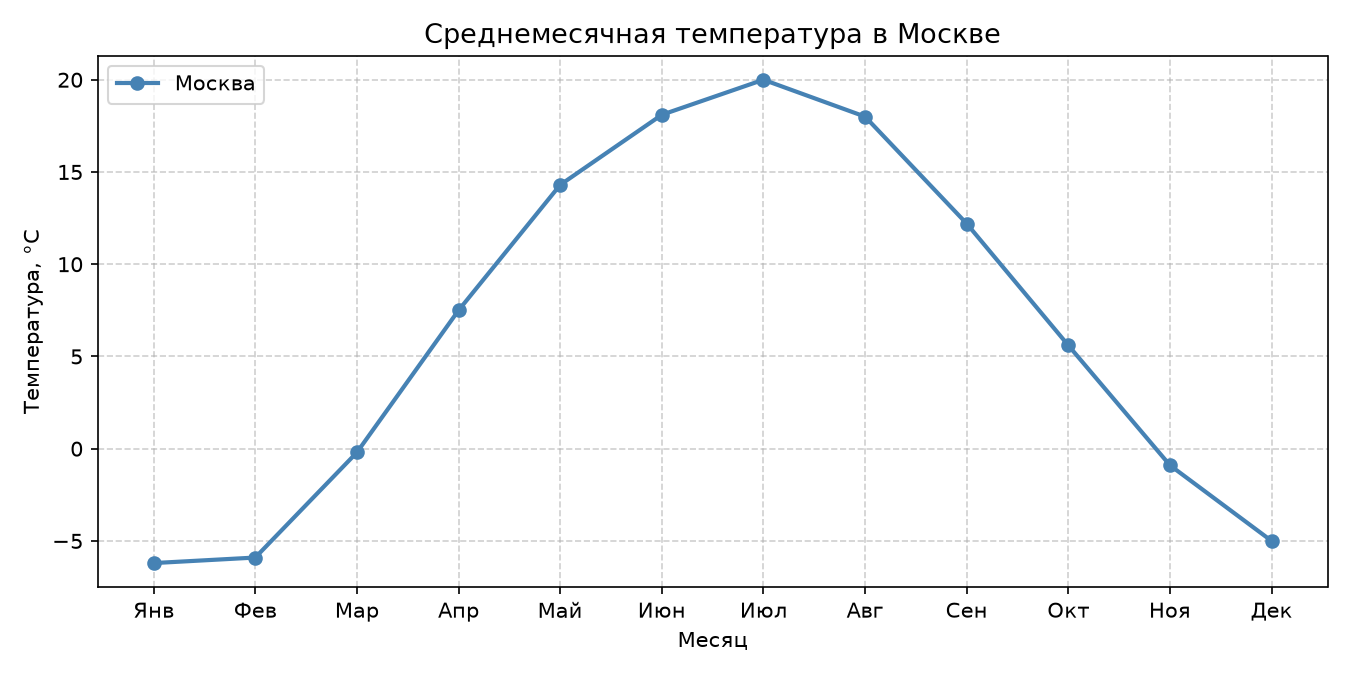 Среднемесячная температура в Москве
Москва
Температура, °C
20
15
10
5
0
−5
Янв Фев Мар Апр Май Июн Июл Авг Сен Окт Ноя Дек
Месяц